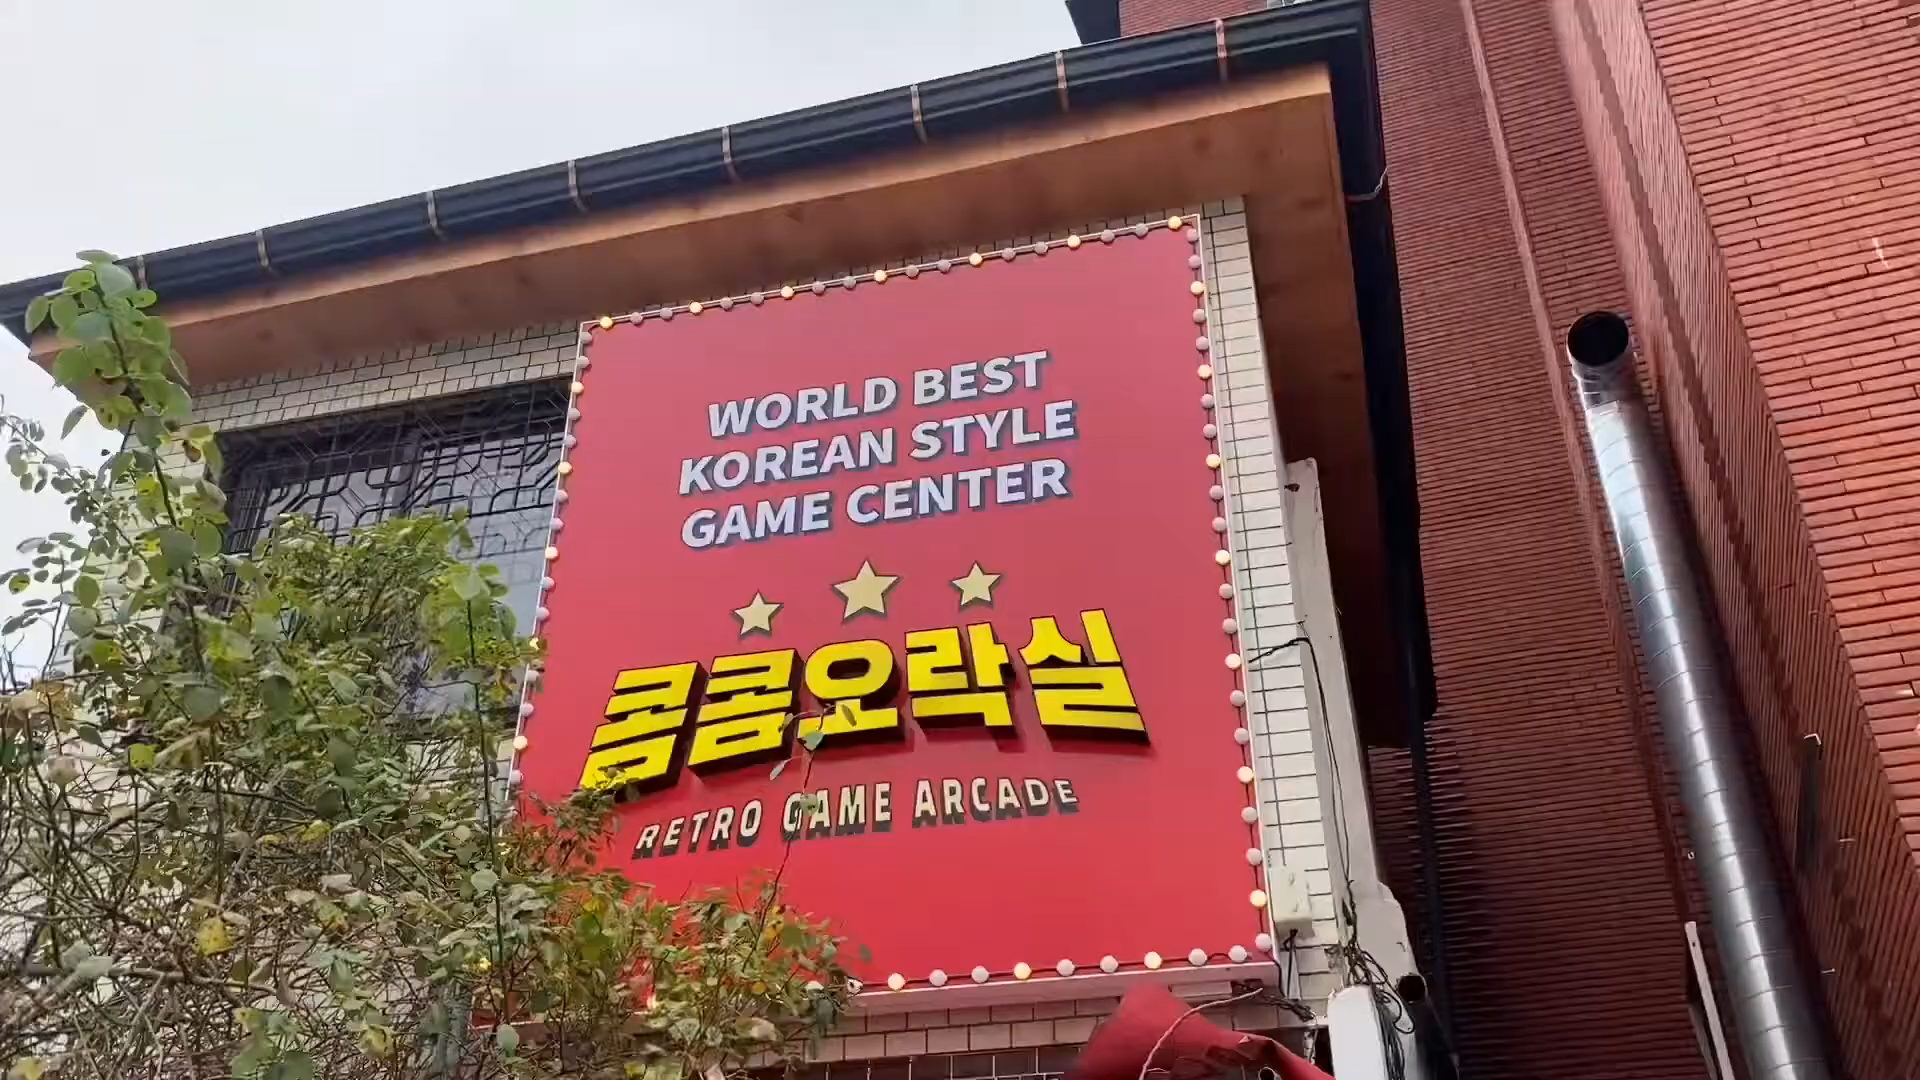 WORLD BEST
KOREAN STYLE
GAME CENTER
콤콤오락실
RETRO GAME ARCADE